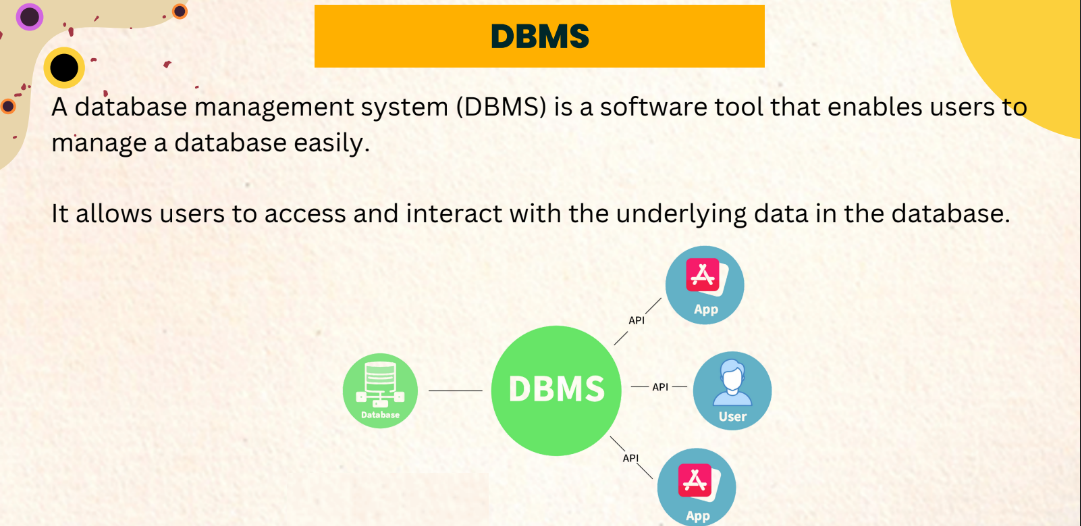 DBMS
A database management system (DBMS) is a software tool that enables users to
manage a database easily.
It allows users to access and interact with the underlying data in the database.
App
API
Database
DBMS
API
User
API
App